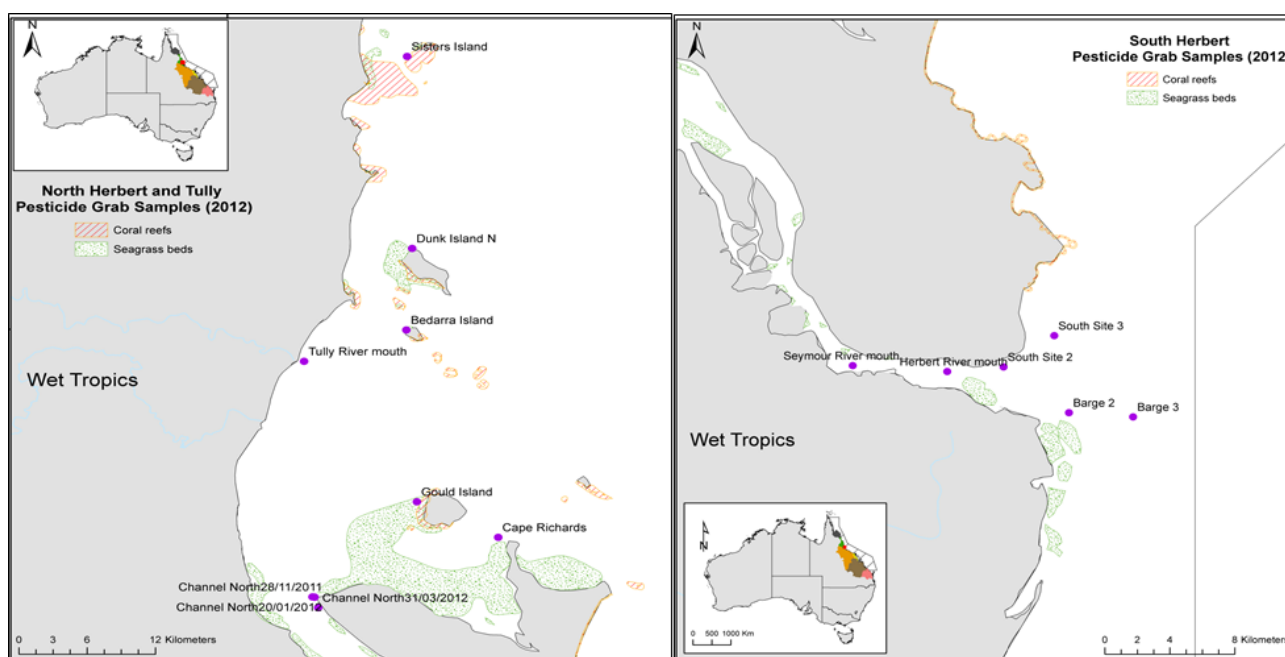 N
North Herbert and Tully
Pesticide Grab Samples (2012)
Coral reefs
Seagrass beds
Sisters Island
Dunk Island N
Bedarra Island
Tully River mouth
Wet Tropics
Gould Island
Cape Richards
Channel North28/11/2011
Channel North31/03/2012
Channel North20/01/2012
0 3 6 12 Kilometers
N
South Herbert
Pesticide Grab Samples (2012)
Coral reefs
Seagrass beds
South Site 3
Seymour River mouth
Herbert River mouth
South Site 2
Barge 2
Barge 3
Wet Tropics
N
0 500 1000 Km
0 2 4 8 Kilometers